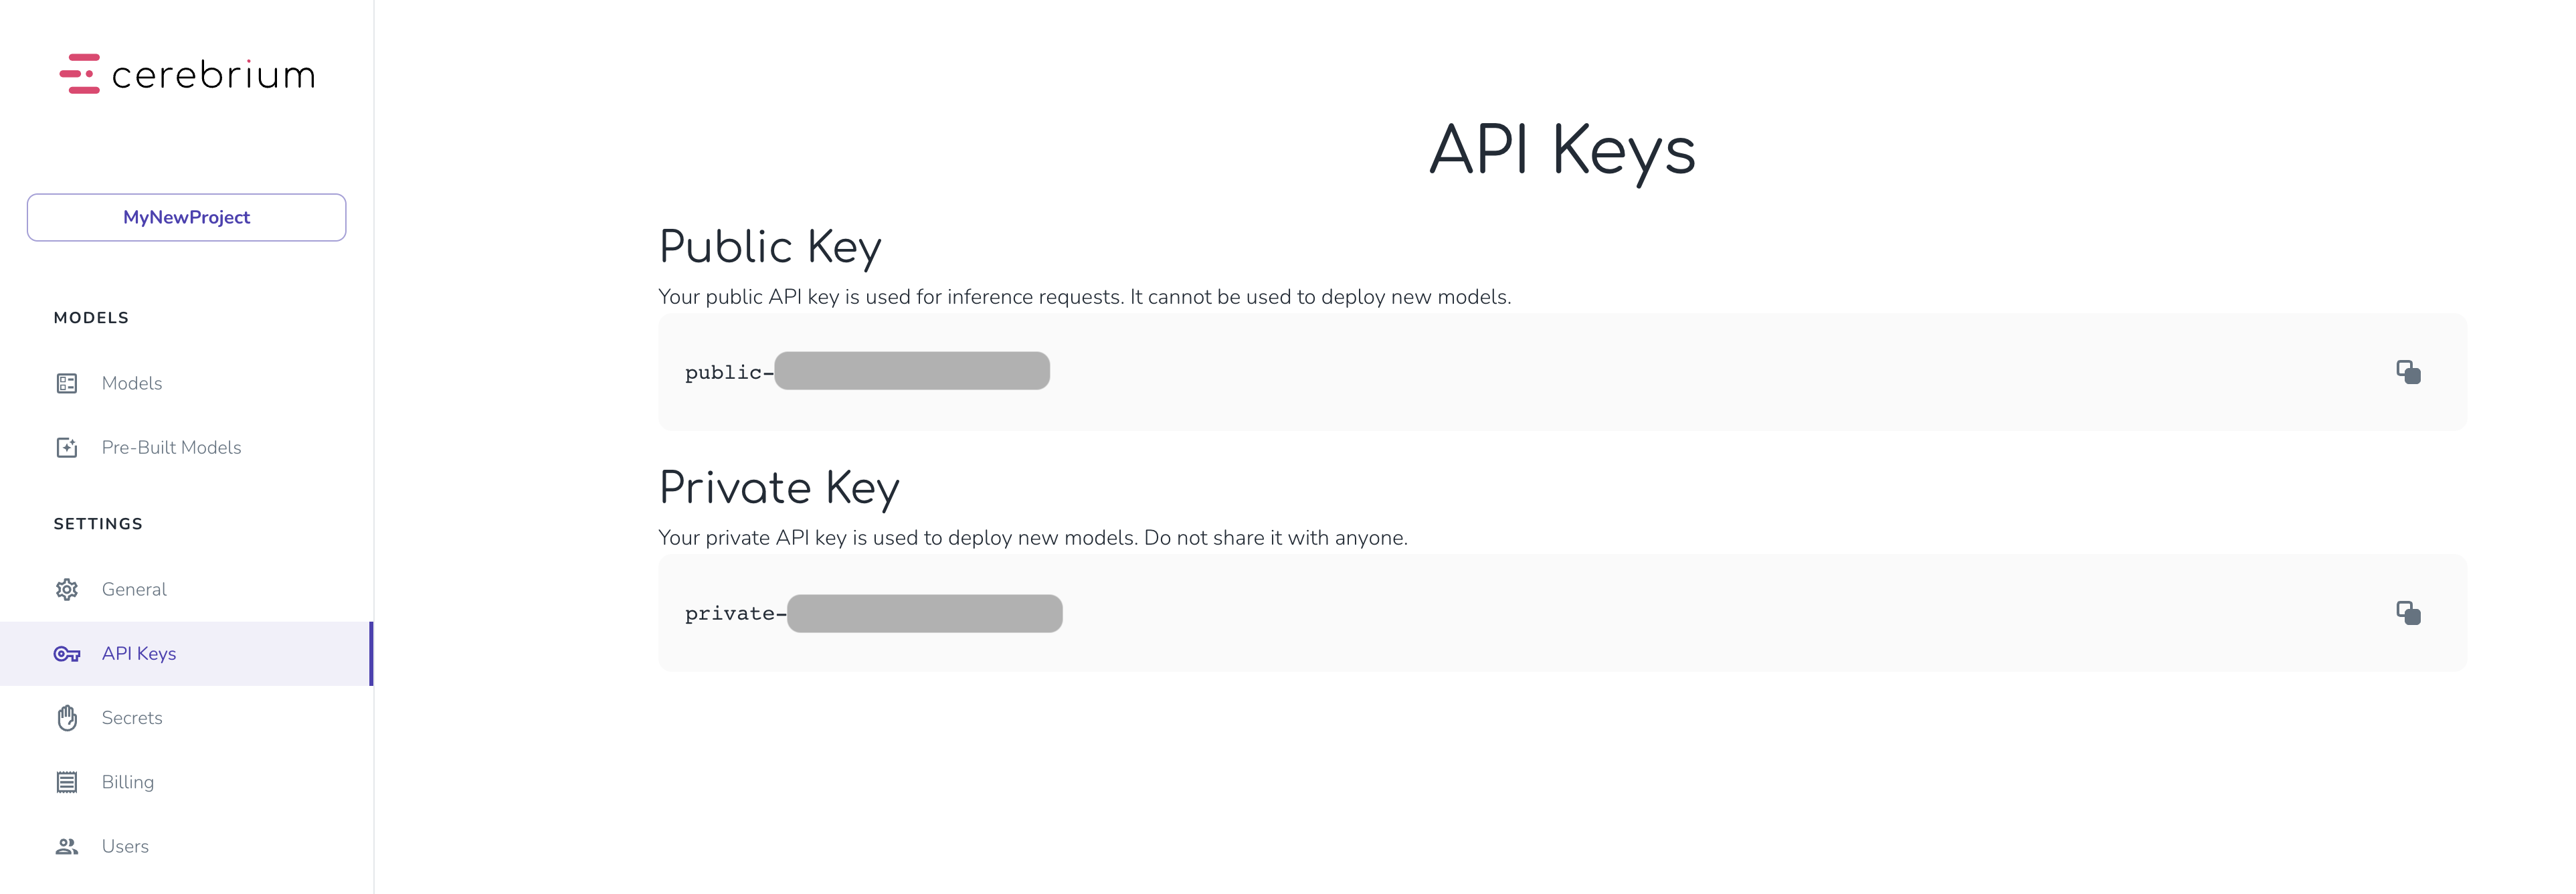 cerebrium
MyNewProject
MODELS
Models
Pre-Built Models
SETTINGS
General
API Keys
Secrets
Billing
Users
API Keys
Public Key
Your public API key is used for inference requests. It cannot be used to deploy new models.
public-
Private Key
Your private API key is used to deploy new models. Do not share it with anyone.
private-